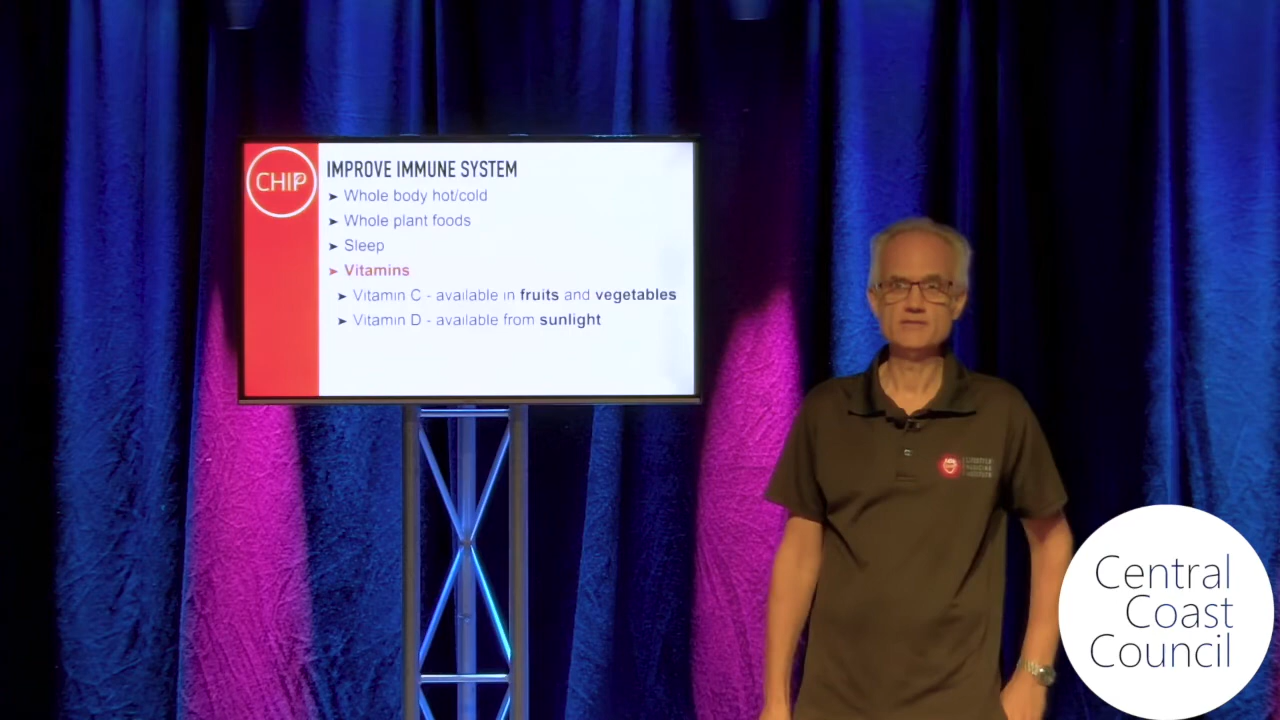 CHIP
IMPROVE IMMUNE SYSTEM
➤ Whole body hot/cold
➤ Whole plant foods
➤ Sleep
➤ Vitamins
➤ Vitamin C - available in fruits and vegetables
➤ Vitamin D - available from sunlight
Central
Coast
Council